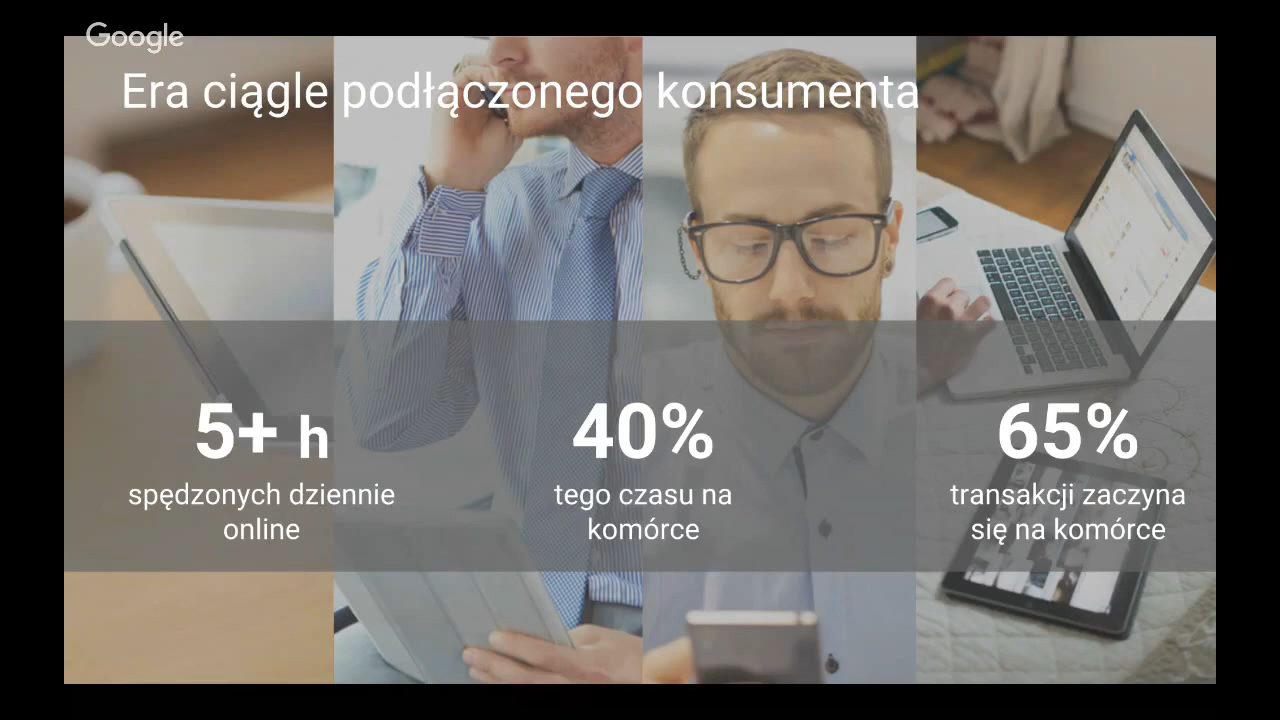 Google
Era ciągle podłączonego konsumenta
5+ h
spędzonych dziennie
online
40%
tego czasu na
komórce
65%
transakcji zaczyna
się na komórce